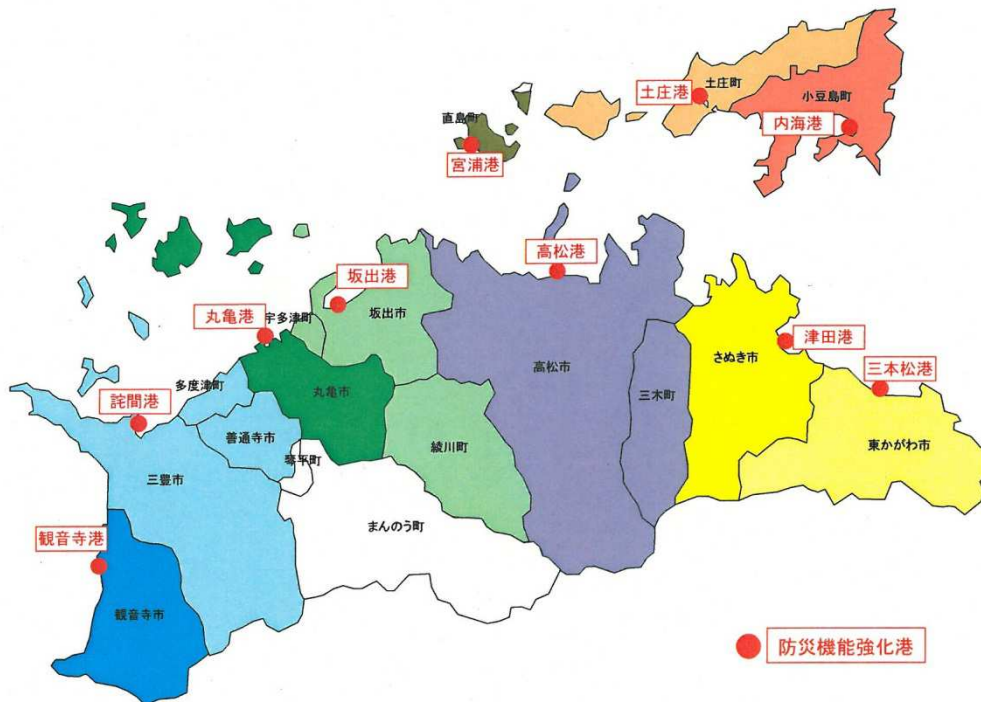 土庄町
土庄港
小豆島町
直島町
内海港
宮浦港
高松港
坂出港
丸亀港
宇多津町
坂出市
津田港
さぬき市
高松市
三本松港
多度津町
丸亀市
三木町
詫間港
善通寺市
綾川町
東かがわ市
琴平町
三豊市
まんのう町
観音寺港
観音寺市
防災機能強化港